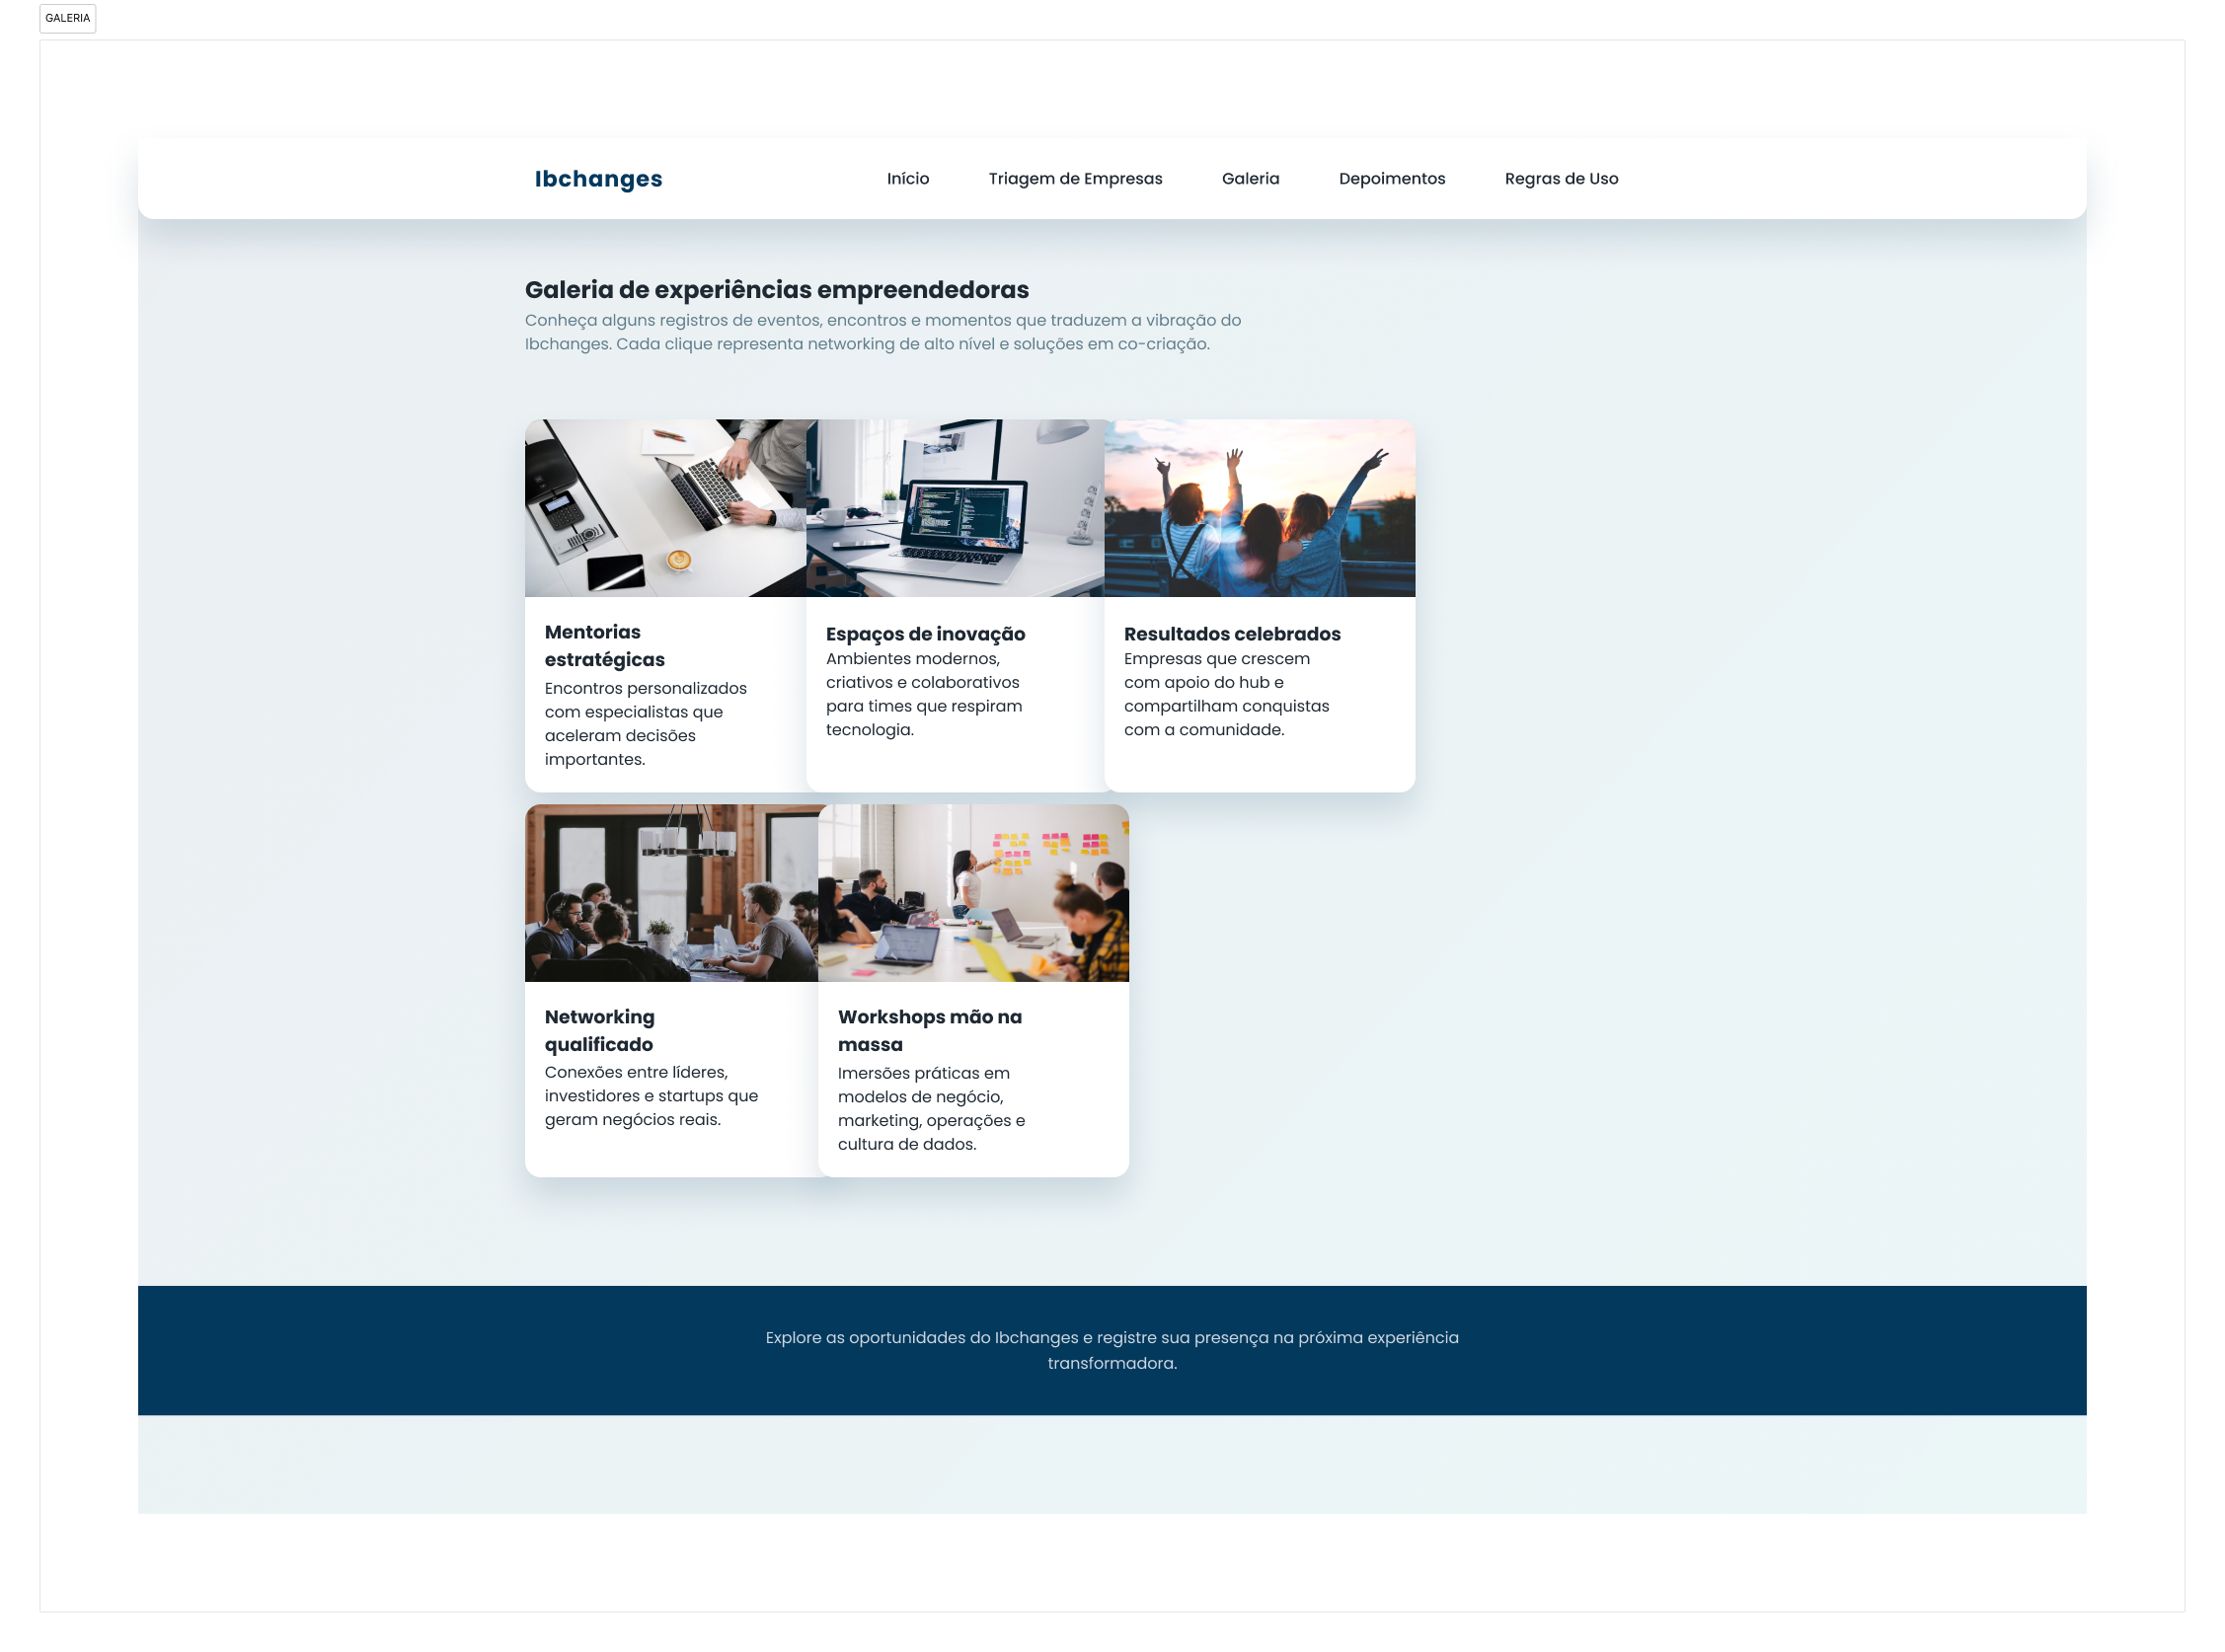 GALERIA
Ibchanges
Início
Triagem de Empresas
Galeria
Depoimentos
Regras de Uso
Galeria de experiências empreendedoras
Conheça alguns registros de eventos, encontros e momentos que traduzem a vibração do
Ibchanges. Cada clique representa networking de alto nível e soluções em co-criação.
Mentorias
estratégicas
Encontros personalizados
com especialistas que
aceleram decisões
importantes.
Espaços de inovação
Ambientes modernos,
criativos e colaborativos
para times que respiram
tecnologia.
Resultados celebrados
Empresas que crescem
com apoio do hub e
compartilham conquistas
com a comunidade.
Networking
qualificado
Conexões entre líderes,
investidores e startups que
geram negócios reais.
Workshops mão na
massa
Imersões práticas em
modelos de negócio,
marketing, operações e
cultura de dados.
Explore as oportunidades do Ibchanges e registre sua presença na próxima experiência
transformadora.